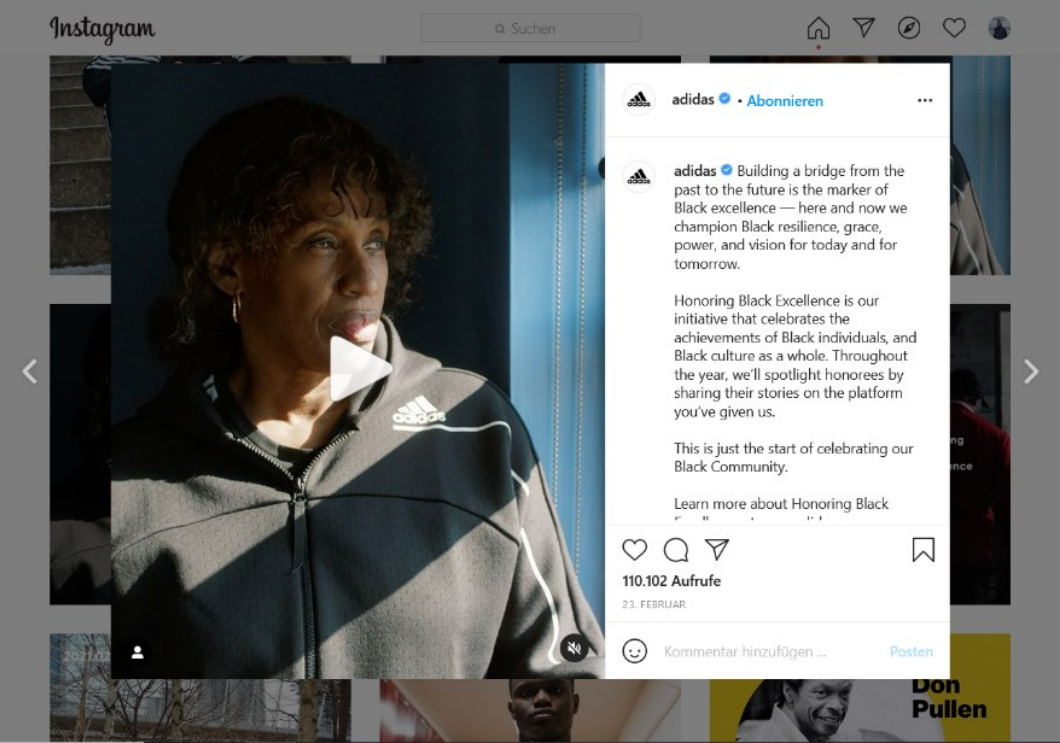 Instagram
Suchen
adidas • Abonnieren
adidas Building a bridge from the
past to the future is the marker of
Black excellence — here and now we
champion Black resilience, grace,
power, and vision for today and for
tomorrow.
Honoring Black Excellence is our
initiative that celebrates the
achievements of Black individuals, and
Black culture as a whole. Throughout
the year, we'll spotlight honorees by
sharing their stories on the platform
you've given us.
This is just the start of celebrating our
Black Community.
Learn more about Honoring Black
110.102 Aufrufe
23. FEBRUAR
Kommentar hinzufügen ... Posten
adidas
ng
ence
Don
Pullen